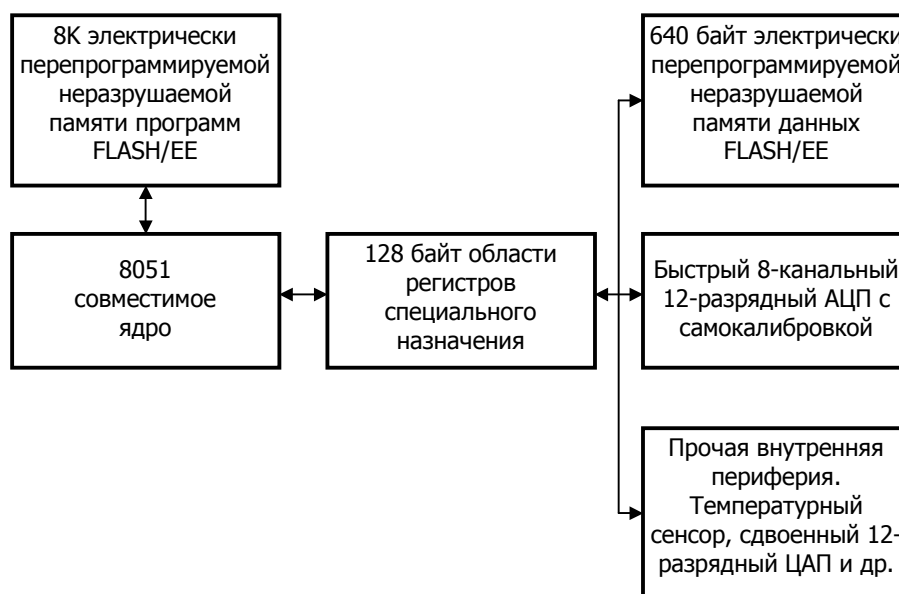 8К электрически
перепрограммируемой
неразрушаемой
памяти программ
FLASH/EE
640 байт электрически
перепрограммируемой
неразрушаемой
памяти данных
FLASH/EE
8051
совместимое
ядро
128 байт области
регистров
специального
назначения
Быстрый 8-канальный
12-разрядный АЦП с
самокалибровкой
Прочая внутренняя
периферия.
Температурный
сенсор, сдвоенный 12-
разрядный ЦАП и др.